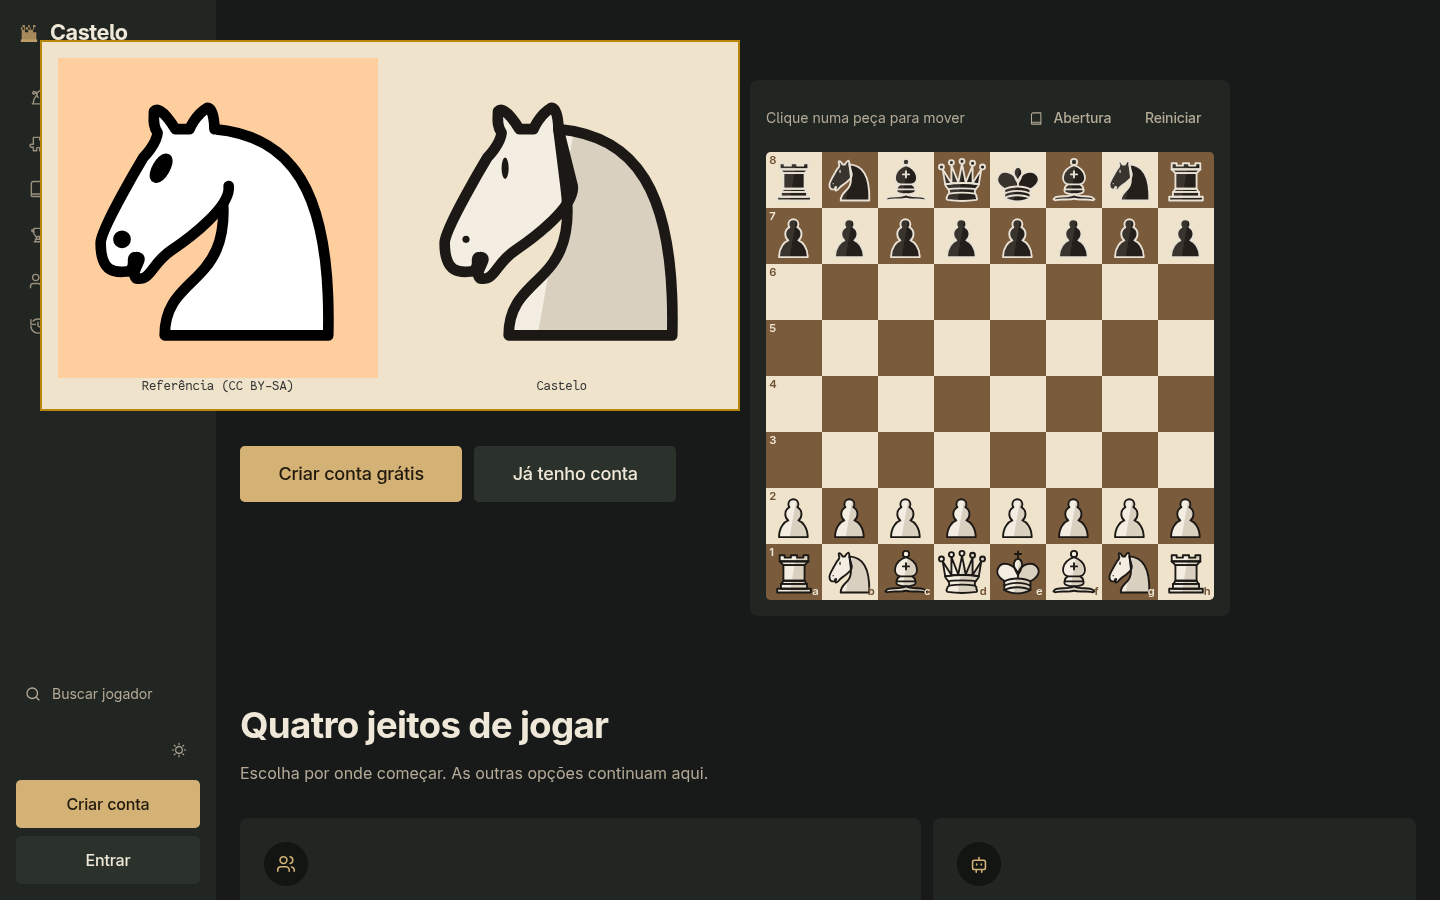 Castelo
Referência (CC BY-SA)
Castelo
Clique numa peça para mover
Abertura
Reiniciar
8
7
6
5
4
3
2
1
a
b
c
d
e
f
g
h
Criar conta grátis
Já tenho conta
Quatro jeitos de jogar
Escolha por onde começar. As outras opções continuam aqui.
Buscar jogador
Criar conta
Entrar